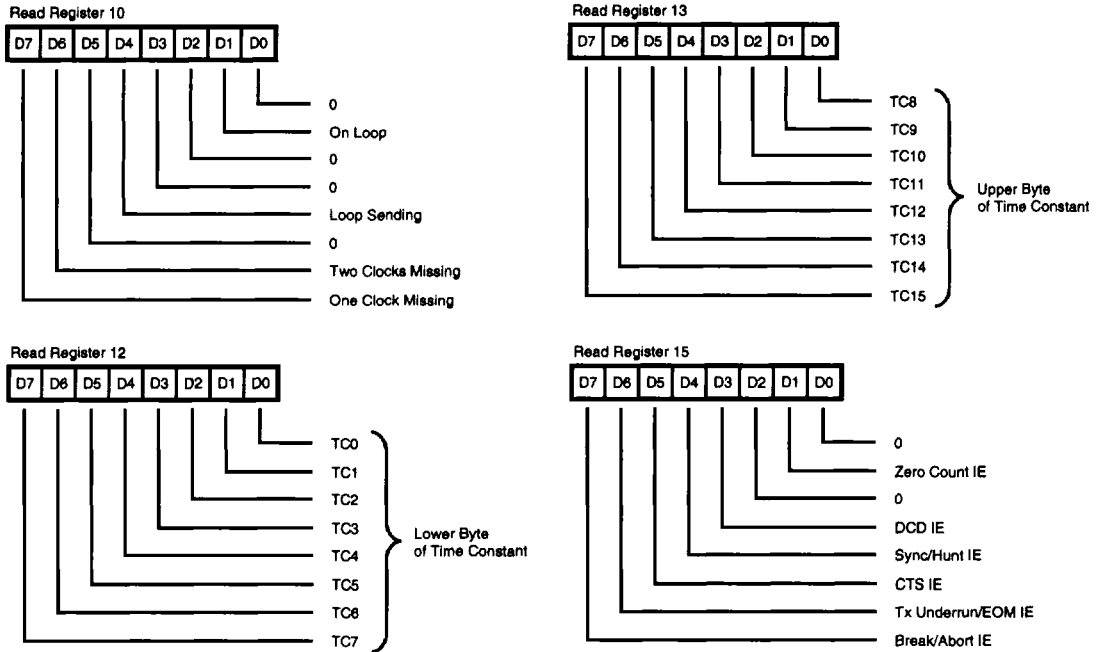 Read Register 10
D7 D6 D5 D4 D3 D2 D1 D0
0
On Loop
0
0
Loop Sending
0
Two Clocks Missing
One Clock Missing
Read Register 13
D7 D6 D5 D4 D3 D2 D1 D0
TC8
TC9
TC10
TC11
TC12
TC13
TC14
TC15
Upper Byte
of Time Constant
Read Register 12
D7 D6 D5 D4 D3 D2 D1 D0
TC0
TC1
TC2
TC3
TC4
TC5
TC6
TC7
Lower Byte
of Time Constant
Read Register 15
D7 D6 D5 D4 D3 D2 D1 D0
0
Zero Count IE
0
DCD IE
Sync/Hunt IE
CTS IE
Tx Underrun/EOM IE
Break/Abort IE